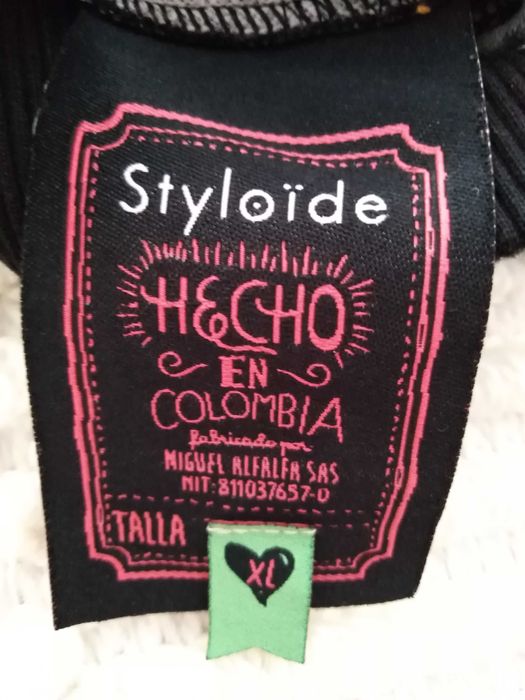 Styloïde
HECHO
EN
COLOMBIA
fabricado por
MIGUEL ALFALFA SAS
NIT:811037657-0
TALLA
XL